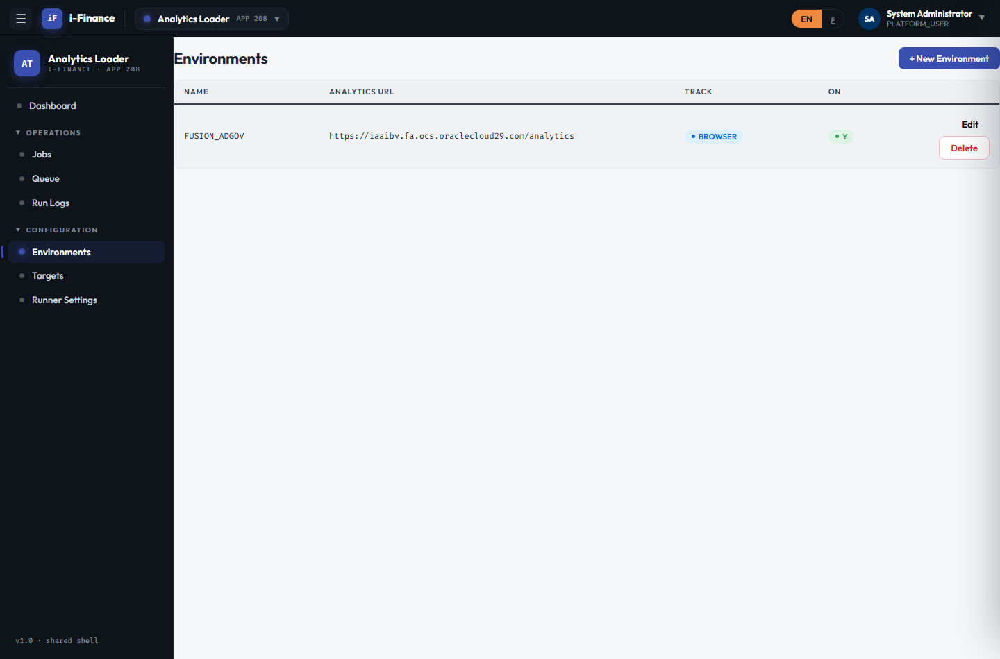 ☰ iF i-Finance Analytics Loader APP 208 ▼ EN ع SA System Administrator ▼
PLATFORM_USER
AT Analytics Loader
I-FINANCE · APP 208
Dashboard
▼ OPERATIONS
Jobs
Queue
Run Logs
▼ CONFIGURATION
Environments
Targets
Runner Settings
v1.0 · shared shell
Environments
+ New Environment
NAME ANALYTICS URL TRACK ON
FUSION_ADGOV https://iaaibv.fa.ocs.oraclecloud29.com/analytics BROWSER Y
Edit
Delete